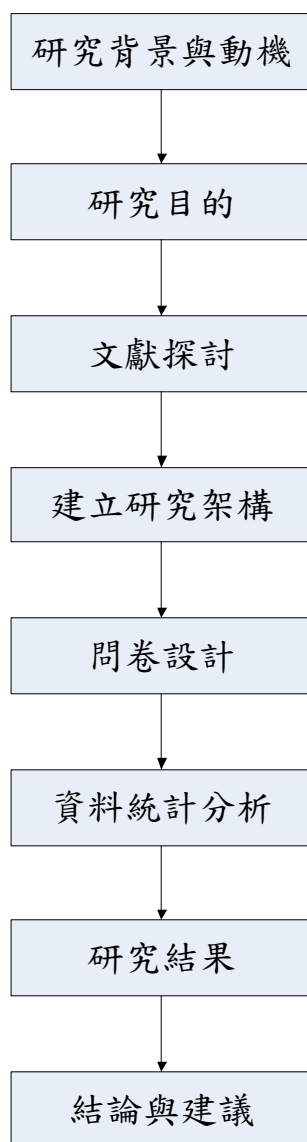 研究背景與動機
研究目的
文獻探討
建立研究架構
問卷設計
資料統計分析
研究結果
結論與建議